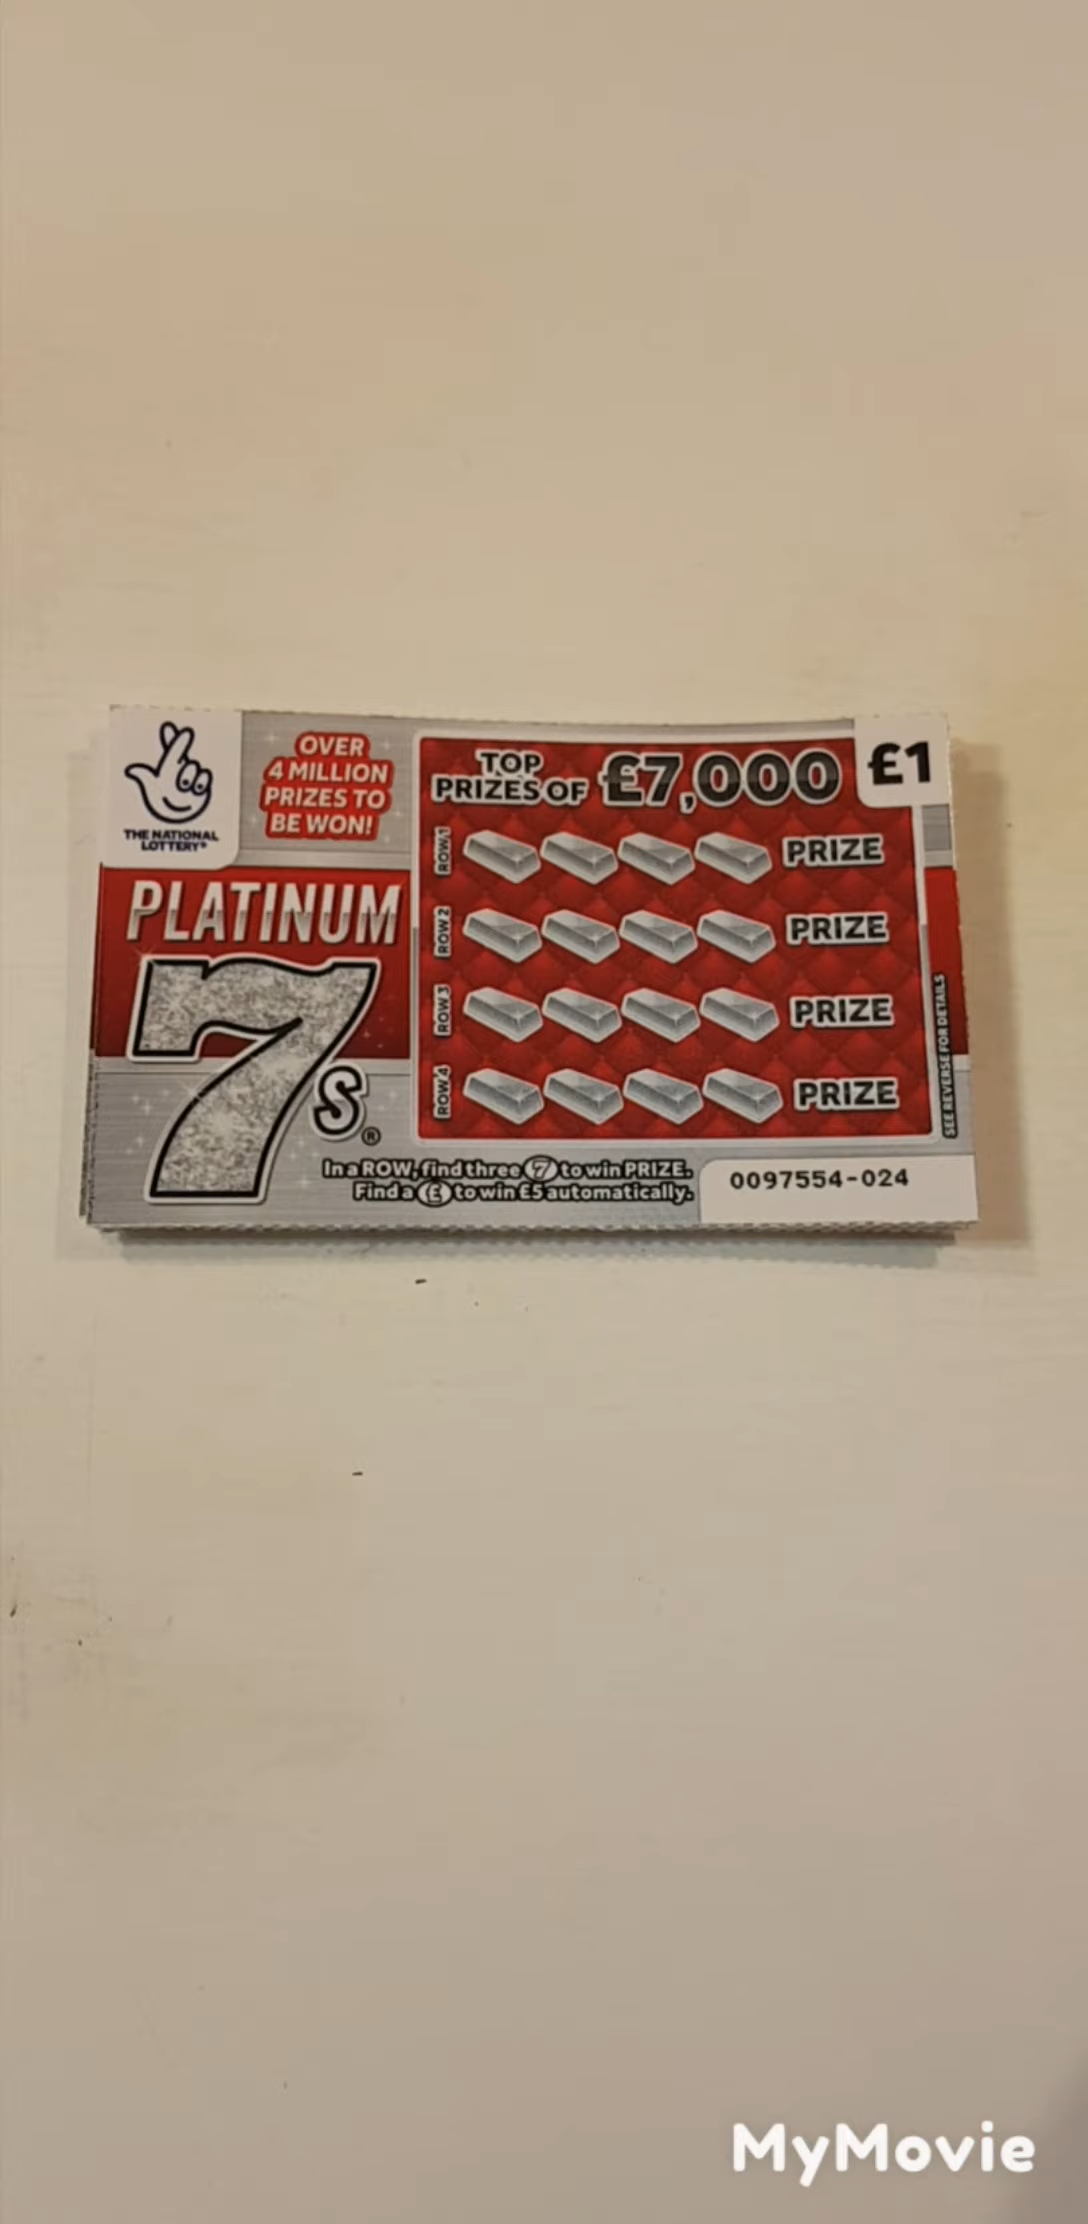 THE NATIONAL
LOTTERY®
OVER
4 MILLION
PRIZES TO
BE WON!
TOP
PRIZES OF £7,000
£1
PLATINUM
7s®
ROW 1 PRIZE
ROW 2 PRIZE
ROW 3 PRIZE
ROW 4 PRIZE
SEE REVERSE FOR DETAILS
In a ROW, find three 7 to win PRIZE.
Find a £ to win £5 automatically.
0097554-024
MyMovie